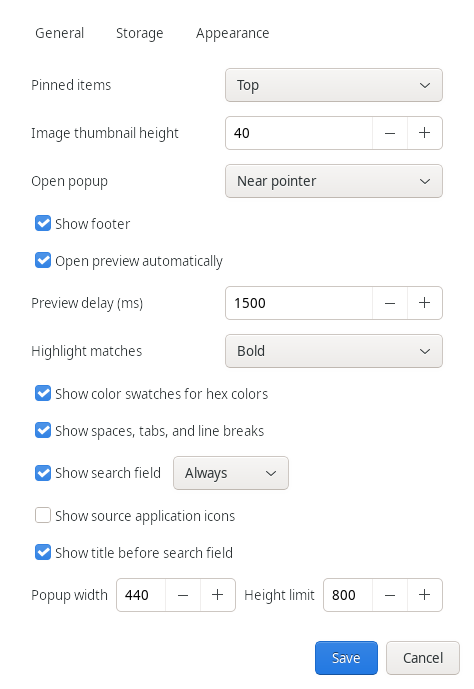 General Storage Appearance
Pinned items Top
Image thumbnail height 40
Open popup Near pointer
Show footer
Open preview automatically
Preview delay (ms) 1500
Highlight matches Bold
Show color swatches for hex colors
Show spaces, tabs, and line breaks
Show search field Always
Show source application icons
Show title before search field
Popup width 440 Height limit 800
Save Cancel